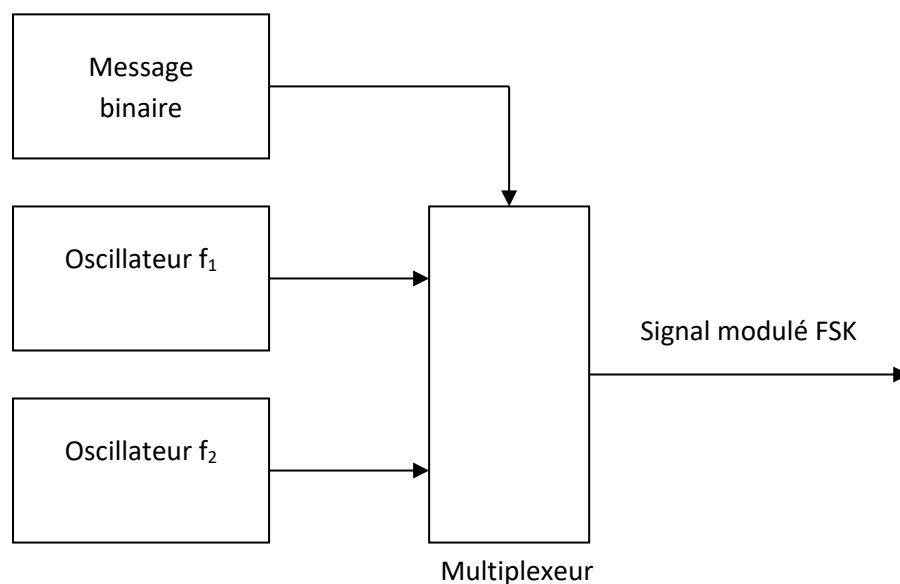 Message
binaire
Oscillateur f₁
Signal modulé FSK
Oscillateur f₂
Multiplexeur